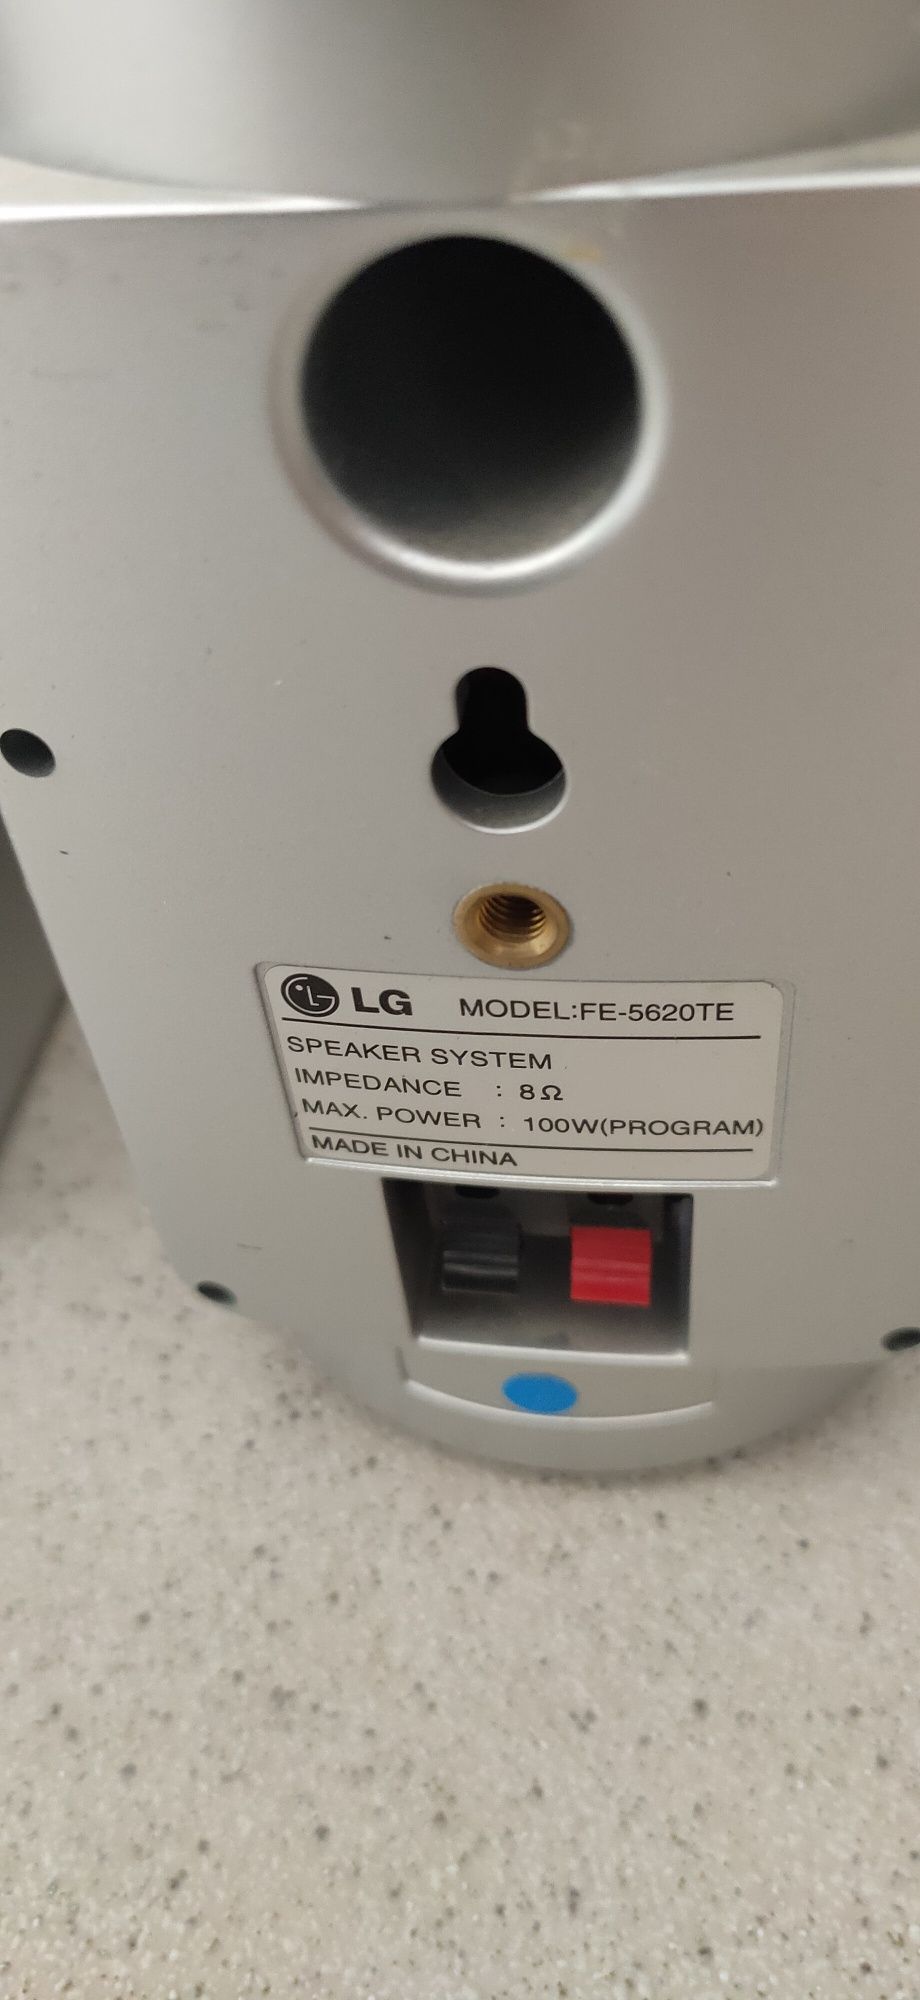 LG MODEL:FE-5620TE
SPEAKER SYSTEM
IMPEDANCE : 8Ω
MAX. POWER : 100W(PROGRAM)
MADE IN CHINA